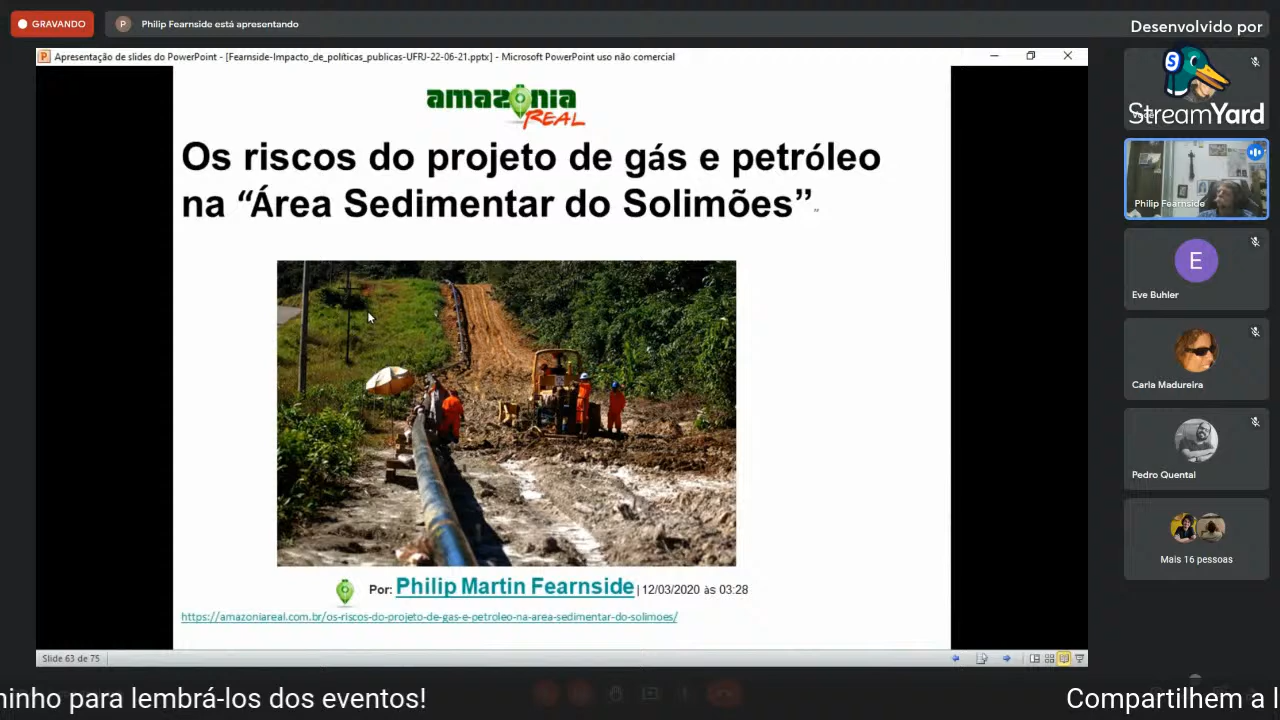 GRAVANDO
P
Philip Fearnside está apresentando
Desenvolvido por
Apresentação de slides do PowerPoint - [Fearnside-Impacto_de_políticas_publicas-UFRJ-22-06-21.pptx] - Microsoft PowerPoint uso não comercial
amazônia
REAL
Os riscos do projeto de gás e petróleo
na “Área Sedimentar do Solimões”
Por: Philip Martin Fearnside | 12/03/2020 às 03:28
https://amazoniareal.com.br/os-riscos-do-projeto-de-gas-e-petroleo-na-area-sedimentar-do-solimoes/
Slide 63 de 75
S
StreamYard
Philip Fearnside
E
Eve Buhler
Carla Madureira
Pedro Quental
Mais 16 pessoas
ninho para lembrá-los dos eventos!
Compartilhem a l